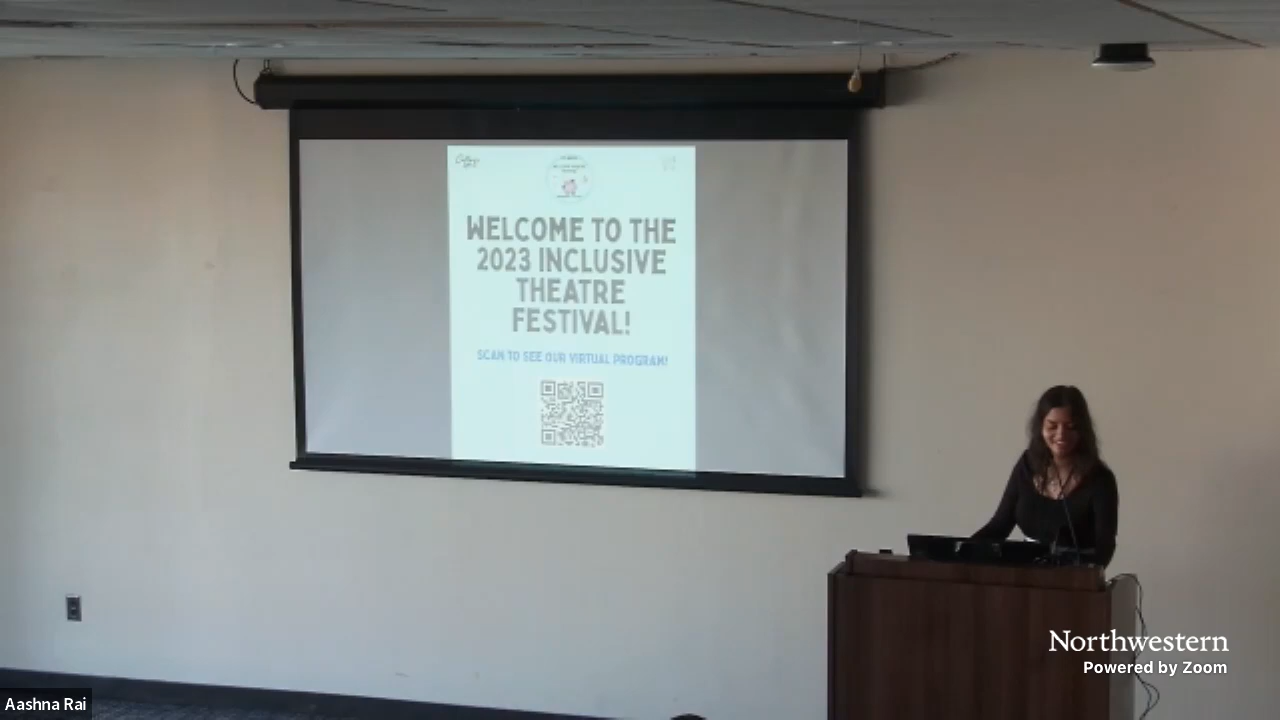 WELCOME TO THE
2023 INCLUSIVE
THEATRE
FESTIVAL!
SCAN TO SEE OUR VIRTUAL PROGRAM!
Northwestern
Powered by Zoom
Aashna Rai